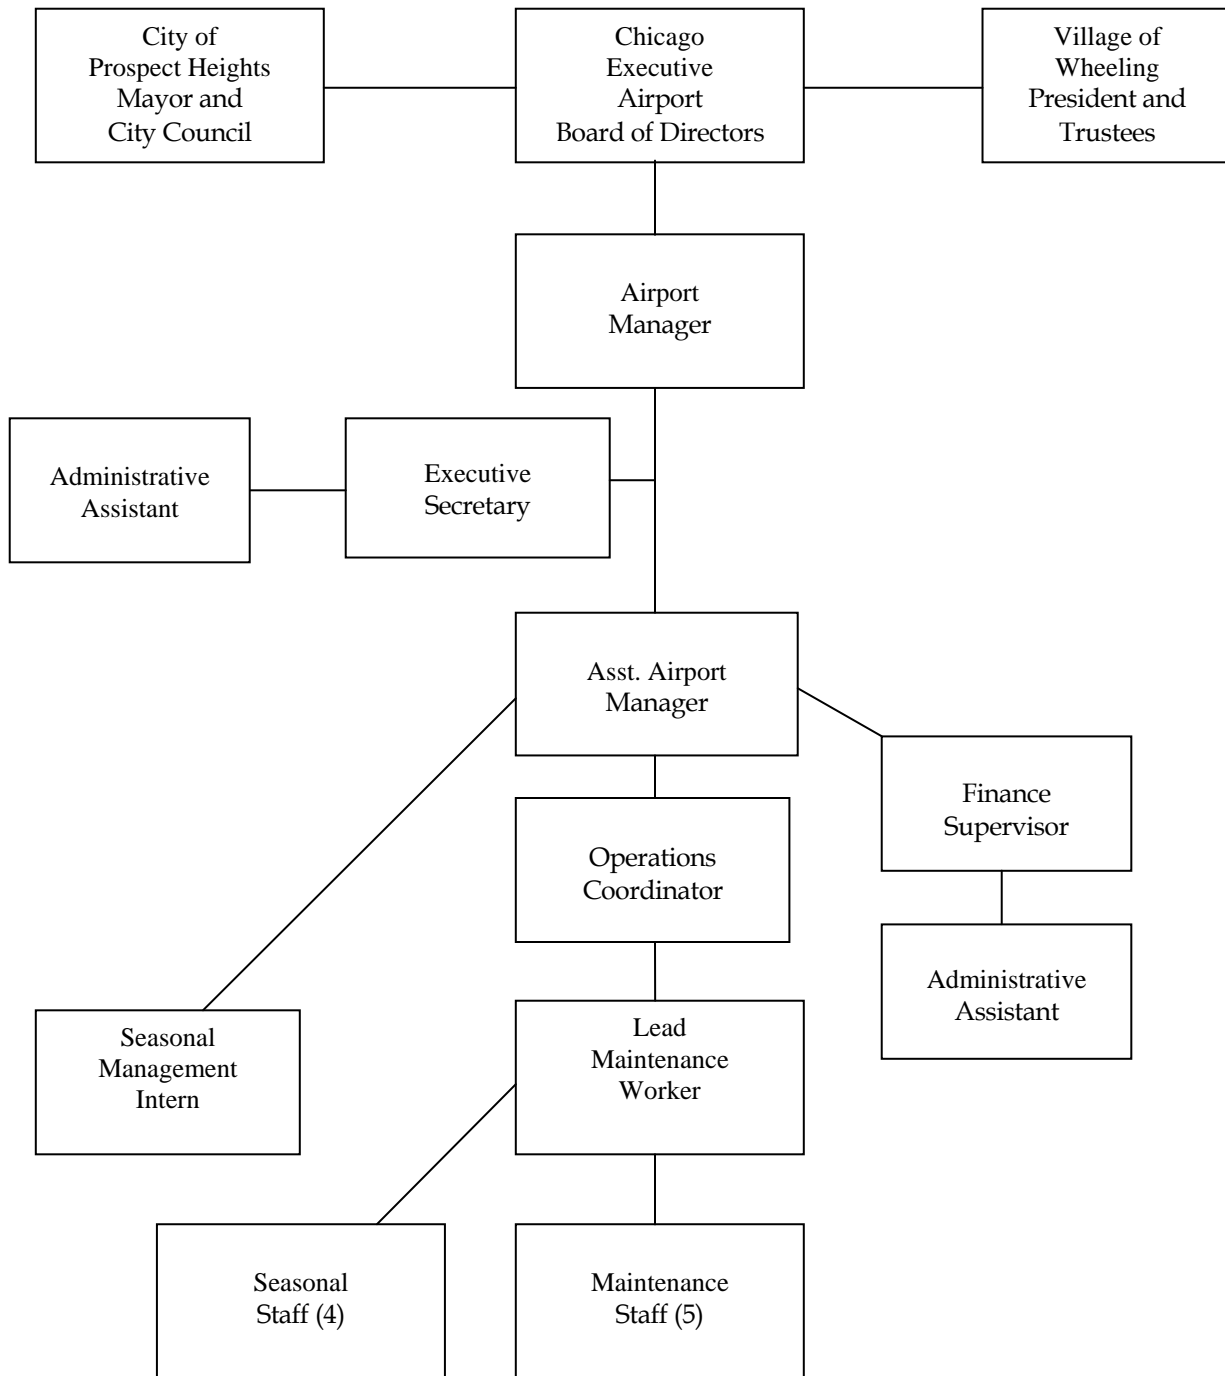 City of
Prospect Heights
Mayor and
City Council
Chicago
Executive
Airport
Board of Directors
Village of
Wheeling
President and
Trustees
Airport
Manager
Administrative
Assistant
Executive
Secretary
Asst. Airport
Manager
Finance
Supervisor
Operations
Coordinator
Administrative
Assistant
Seasonal
Management
Intern
Lead
Maintenance
Worker
Seasonal
Staff (4)
Maintenance
Staff (5)